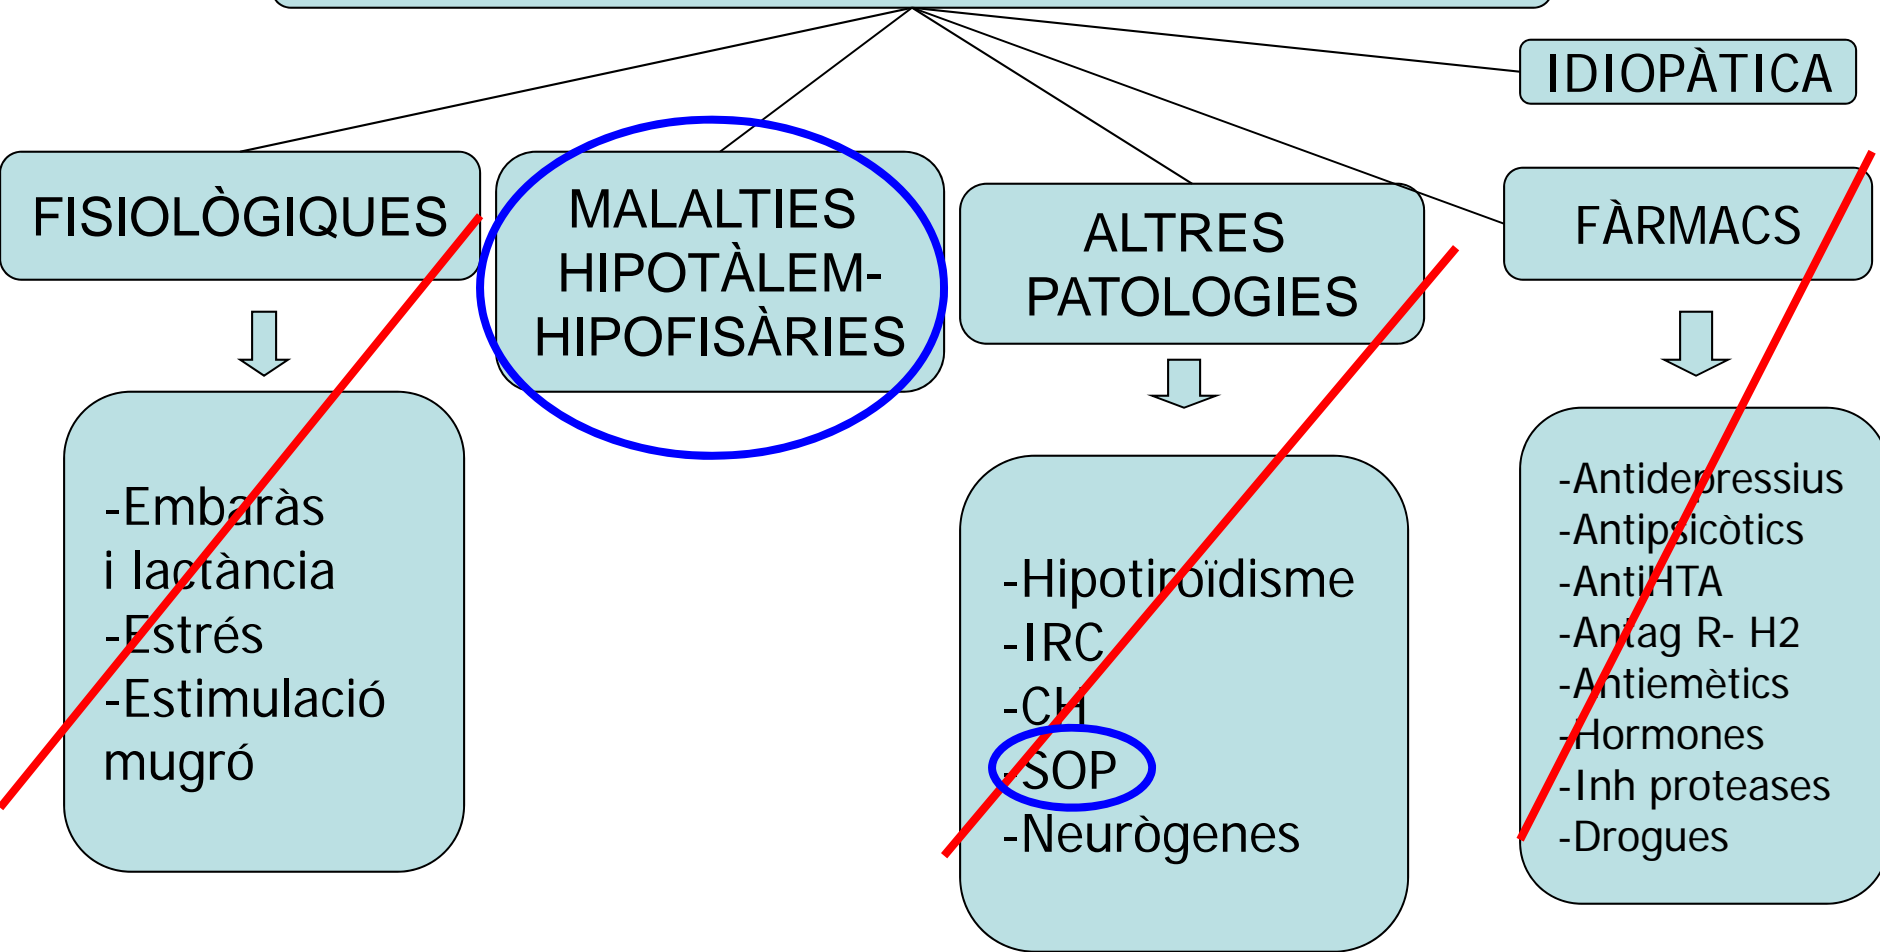 IDIOPÀTICA
FISIOLÒGIQUES
MALALTIES
HIPOTÀLEM-
HIPOFISÀRIES
ALTRES
PATOLOGIES
FÀRMACS
-Embaràs
i lactància
-Estrés
-Estimulació
mugró
-Hipotiroïdisme
-IRC
-CH
-SOP
-Neurògenes
-Antidepressius
-Antipsicòtics
-AntiHTA
-Antag R- H2
-Antiemètics
-Hormones
-Inh proteases
-Drogues